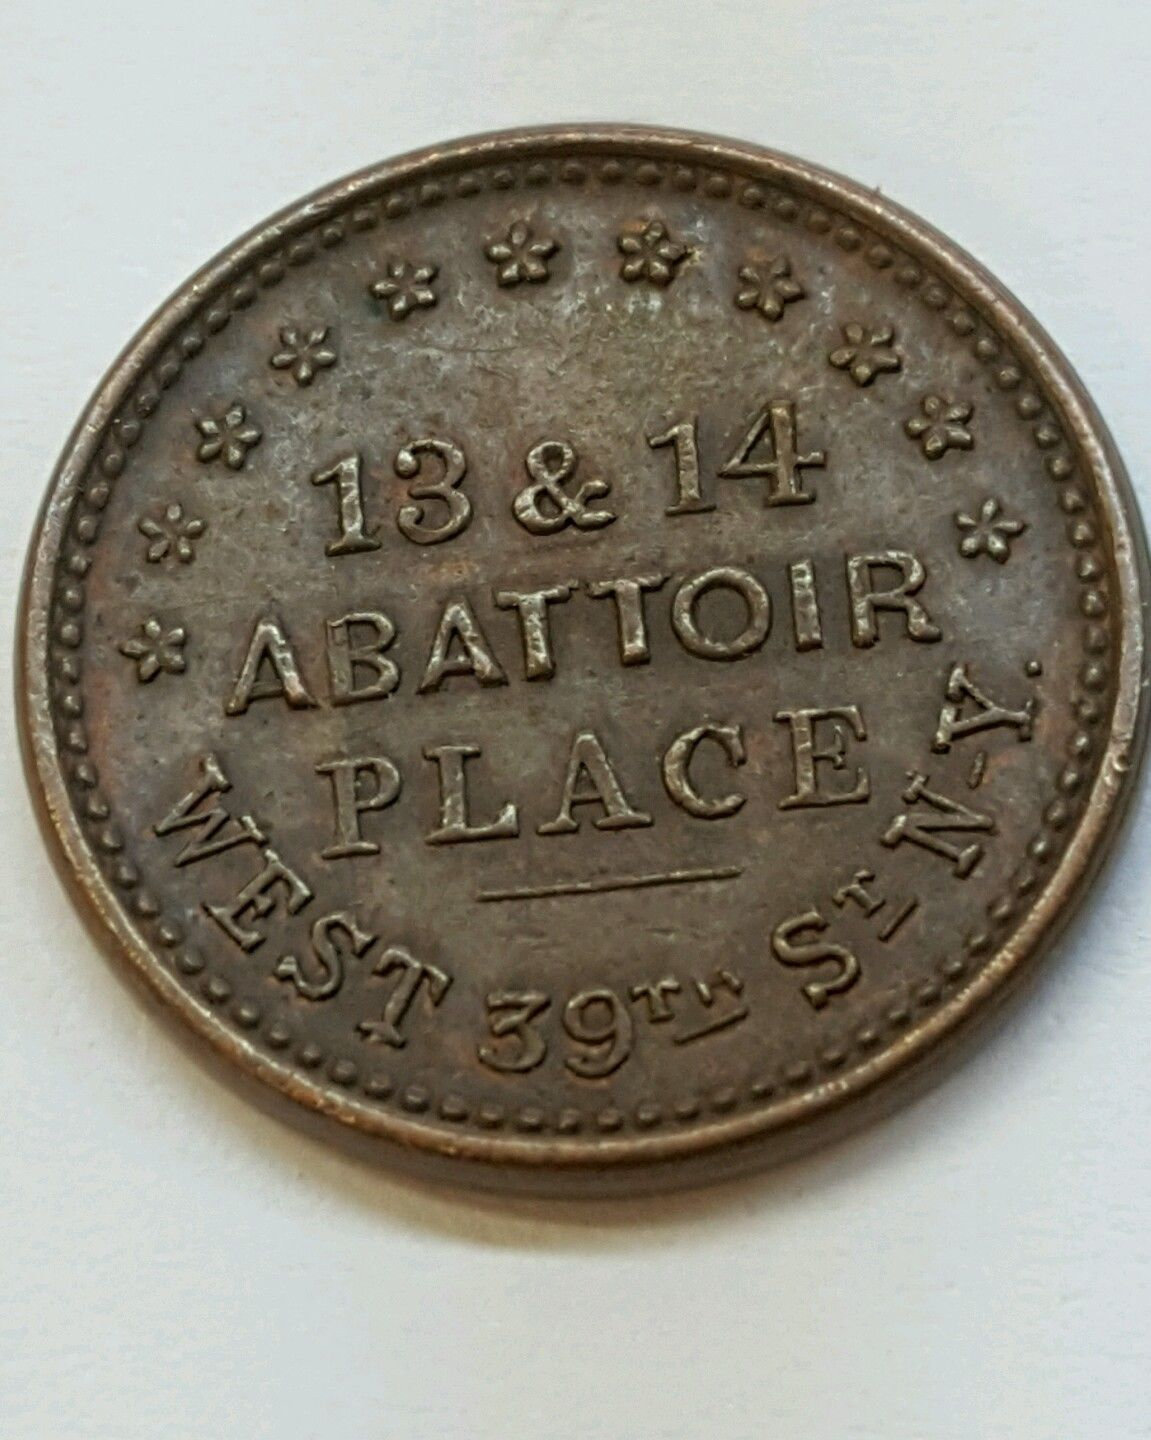 13 & 14
ABATTOIR
PLACE
WEST 39TH ST N-Y.